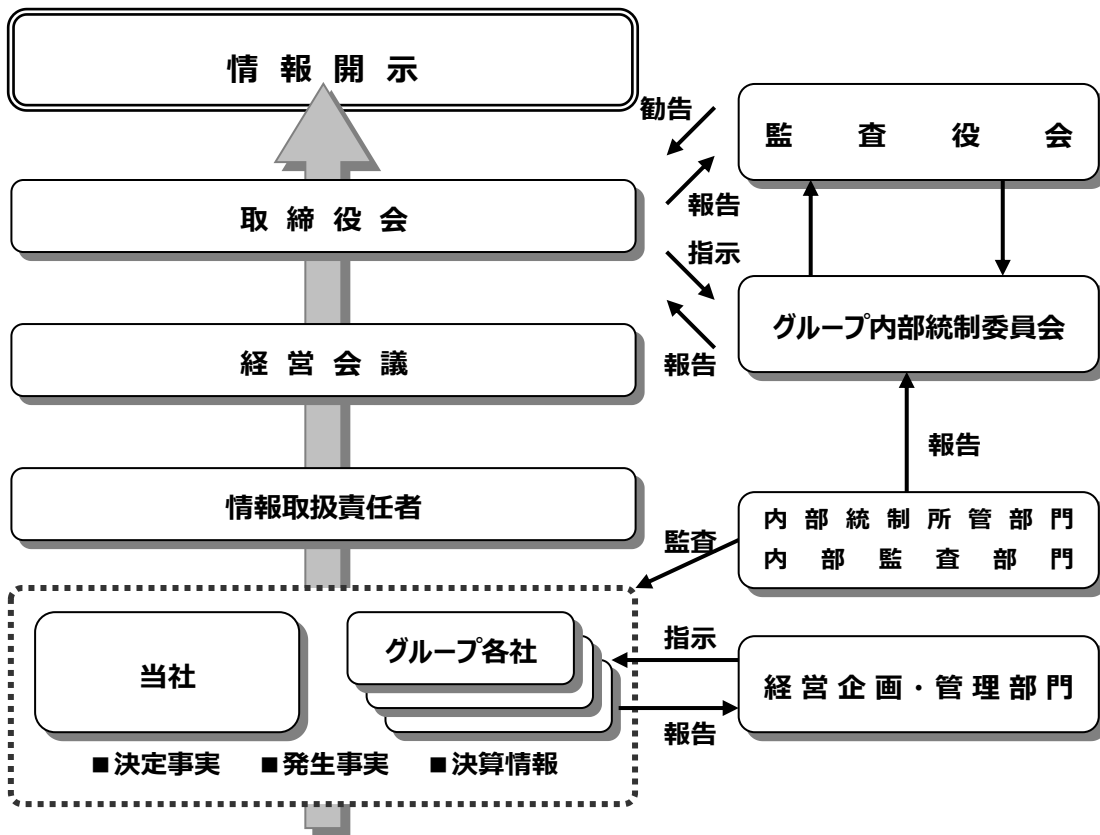 情報開示
勧告
監査役会
取締役会
報告
指示
グループ内部統制委員会
経営会議
報告
報告
情報取扱責任者
内部統制所管部門
内部監査部門
監査
当社
グループ各社
指示
経営企画・管理部門
報告
■決定事実 ■発生事実 ■決算情報